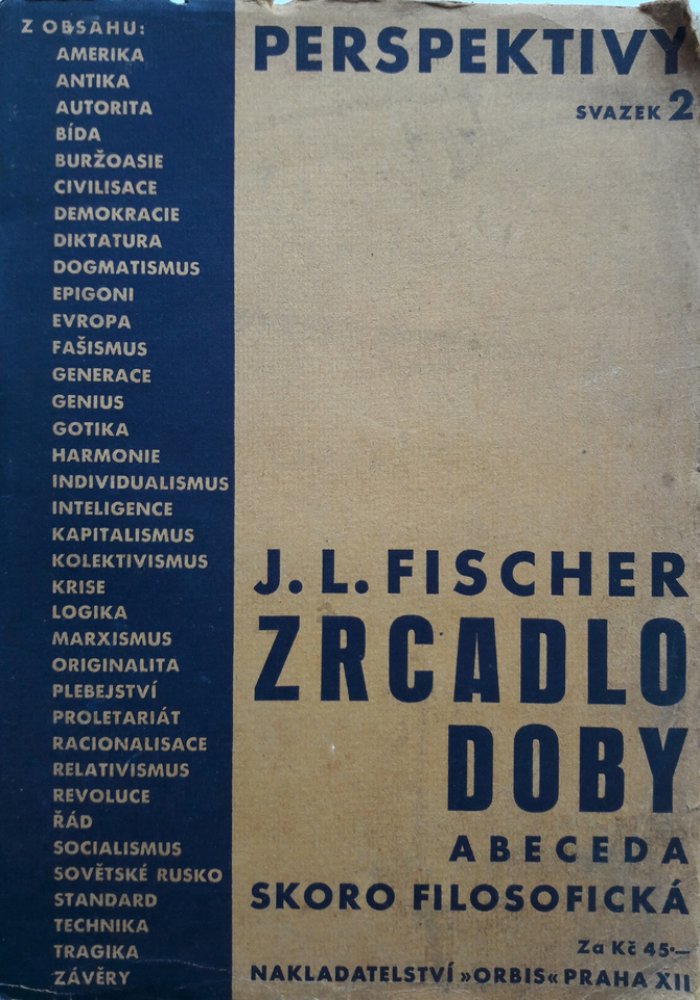 Z OBSAHU:
AMERIKA
ANTIKA
AUTORITA
BÍDA
BURŽOASIE
CIVILISACE
DEMOKRACIE
DIKTATURA
DOGMATISMUS
EPIGONI
EVROPA
FAŠISMUS
GENERACE
GENIUS
GOTIKA
HARMONIE
INDIVIDUALISMUS
INTELIGENCE
KAPITALISMUS
KOLEKTIVISMUS
KRISE
LOGIKA
MARXISMUS
ORIGINALITA
PLEBEJSTVÍ
PROLETARIÁT
RACIONALISACE
RELATIVISMUS
REVOLUCE
ŘÁD
SOCIALISMUS
SOVĚTSKÉ RUSKO
STANDARD
TECHNIKA
TRAGIKA
ZÁVĚRY
PERSPEKTIVY
SVAZEK 2
J. L. FISCHER
ZRCADLO
DOBY
ABECEDA
SKORO FILOSOFICKÁ
Za Kč 45·—
NAKLADATELSTVÍ »ORBIS« PRAHA XII